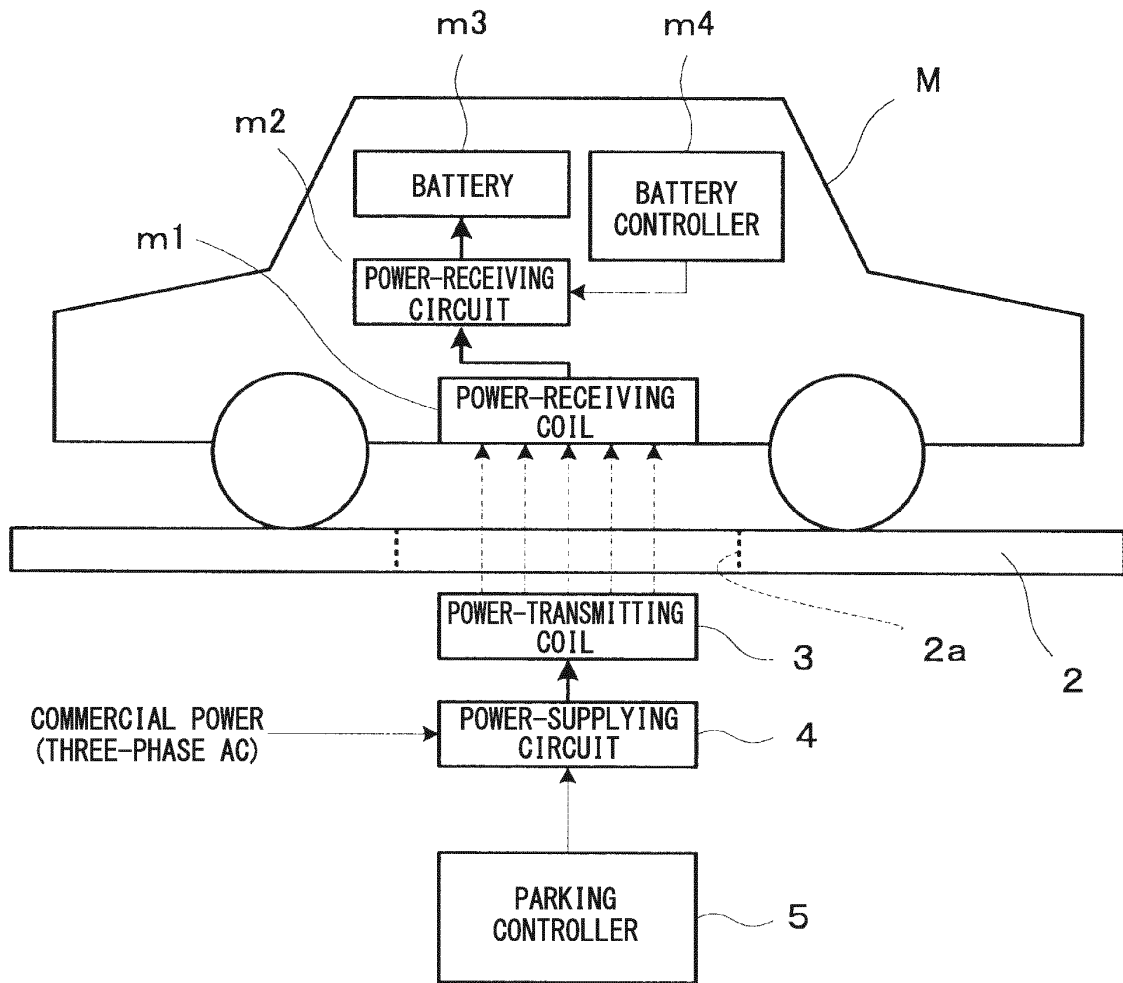 m3
m4
M
m2
BATTERY
BATTERY
CONTROLLER
m1
POWER-RECEIVING
CIRCUIT
POWER-RECEIVING
COIL
POWER-TRANSMITTING
COIL
3
2a
2
COMMERCIAL POWER
(THREE-PHASE AC)
POWER-SUPPLYING
CIRCUIT
4
PARKING
CONTROLLER
5